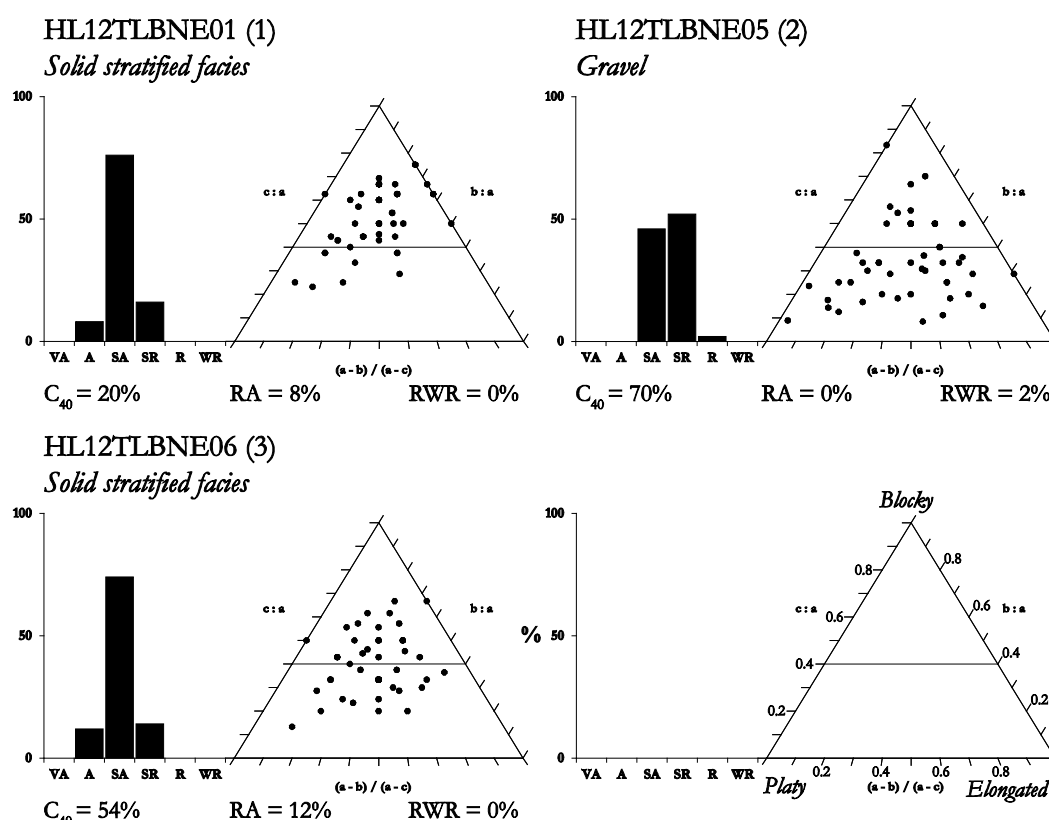 HL12TLBNE01 (1)
Solid stratified facies
100
50
0
VA A SA SR R WR
c : a
b : a
(a - b) / (a - c)
C40 = 20% RA = 8% RWR = 0%
HL12TLBNE05 (2)
Gravel
100
50
0
VA A SA SR R WR
c : a
b : a
(a - b) / (a - c)
C40 = 70% RA = 0% RWR = 2%
HL12TLBNE06 (3)
Solid stratified facies
100
50
0
VA A SA SR R WR
c : a
b : a
(a - b) / (a - c)
C40 = 54% RA = 12% RWR = 0%
100
%
50
0
VA A SA SR R WR
Blocky
0.8
0.8
c : a
0.6
0.6
b : a
0.4
0.4
0.2
0.2
0.2 0.4 0.6 0.8
Platy (a - b) / (a - c) Elongated